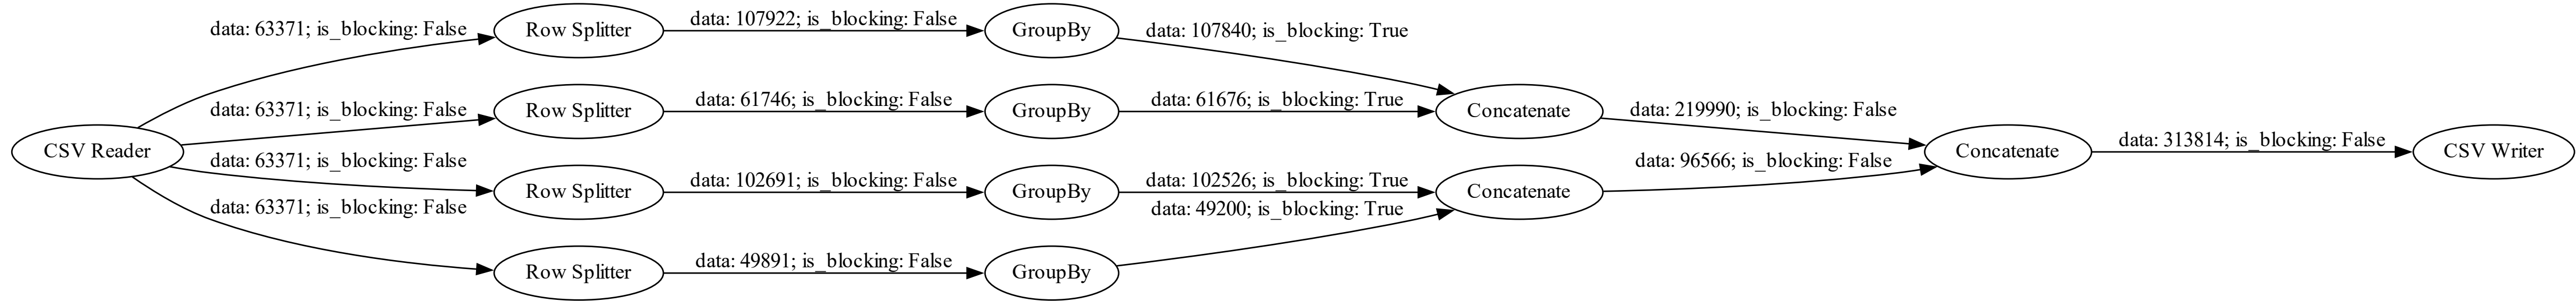 CSV Reader
data: 63371; is_blocking: False
data: 63371; is_blocking: False
data: 63371; is_blocking: False
data: 63371; is_blocking: False
Row Splitter
Row Splitter
Row Splitter
Row Splitter
data: 107922; is_blocking: False
data: 61746; is_blocking: False
data: 102691; is_blocking: False
data: 49891; is_blocking: False
GroupBy
GroupBy
GroupBy
GroupBy
data: 107840; is_blocking: True
data: 61676; is_blocking: True
data: 102526; is_blocking: True
data: 49200; is_blocking: True
Concatenate
Concatenate
data: 219990; is_blocking: False
data: 96566; is_blocking: False
Concatenate
data: 313814; is_blocking: False
CSV Writer